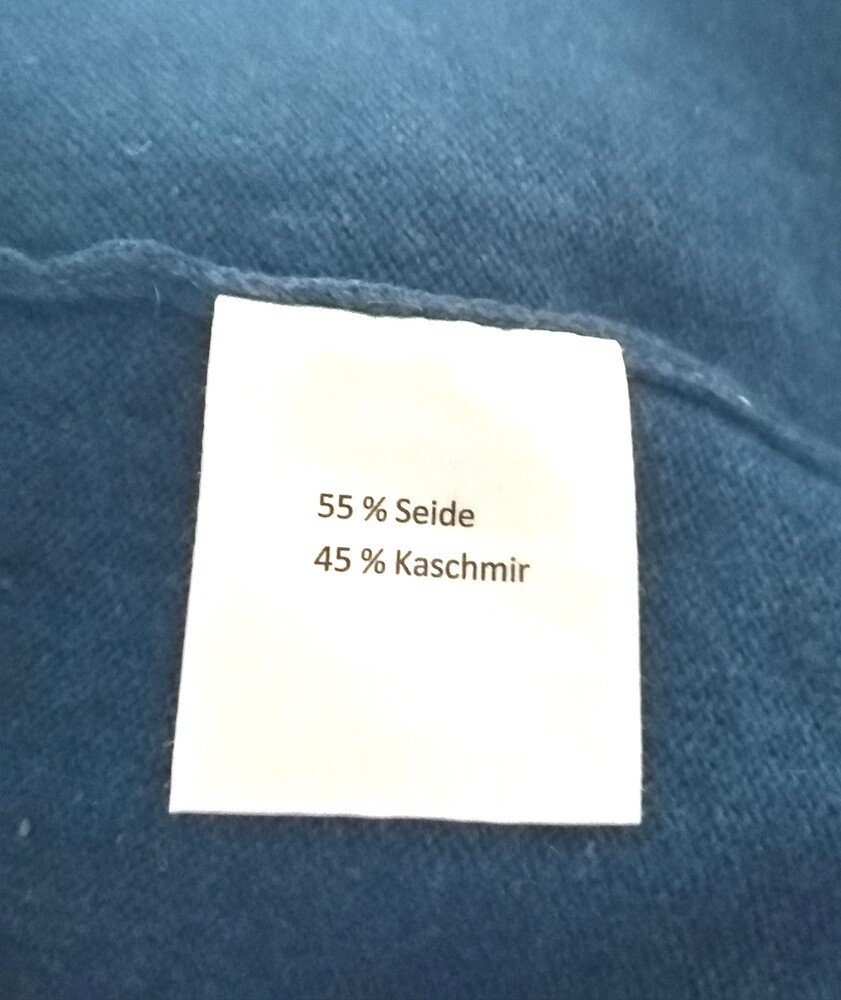 55 % Seide
45 % Kaschmir